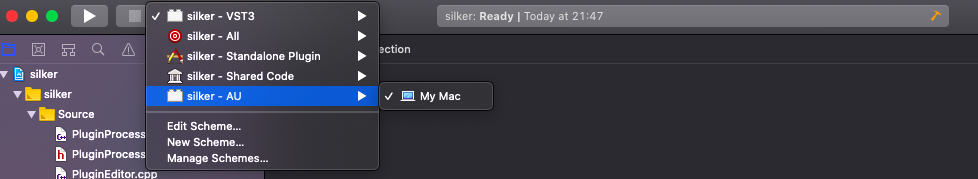 silker - VST3
silker: Ready | Today at 21:47
silker - All
silker - Standalone Plugin
ection
silker - Shared Code
silker
silker - AU
My Mac
silker
Source
Edit Scheme...
PluginProcess
New Scheme...
PluginProcess
Manage Schemes...
PluginEditor.cpp